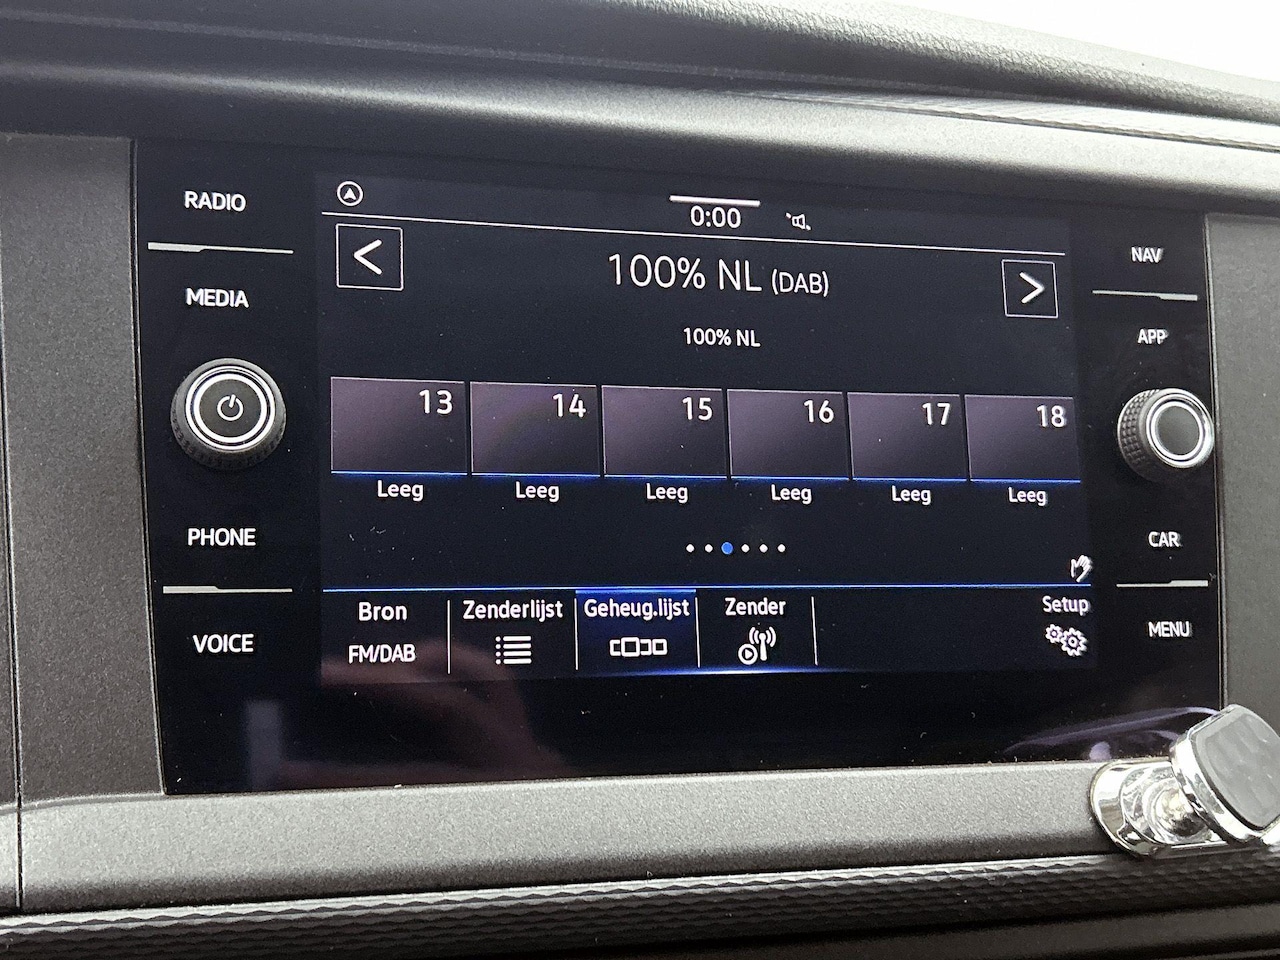 RADIO
MEDIA
PHONE
VOICE
0:00
100% NL (DAB)
100% NL
13 14 15 16 17 18
Leeg Leeg Leeg Leeg Leeg Leeg
Bron Zenderlijst Geheug.lijst Zender Setup
FM/DAB
NAV
APP
CAR
MENU